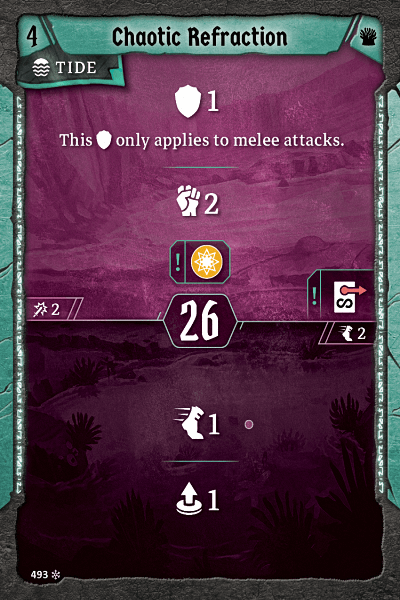 4 Chaotic Refraction
TIDE
1
This only applies to melee attacks.
2
!
2
26
! S
2
1
1
493